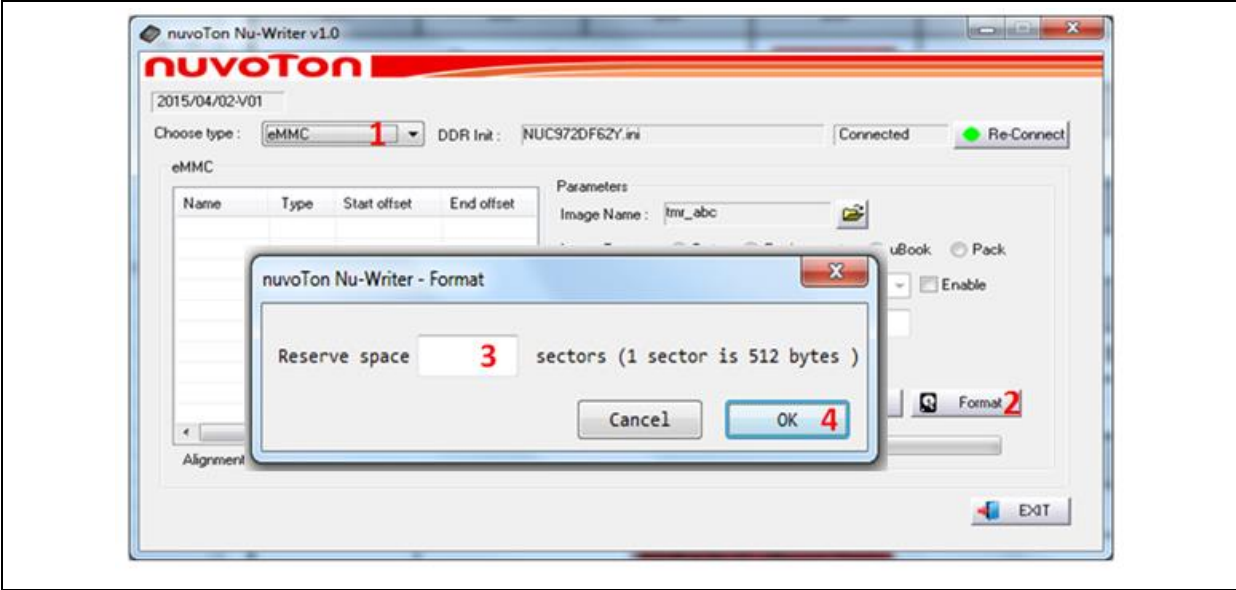 nuvoTon Nu-Writer v1.0
nuvoTon
2015/04/02-V01
Choose type : eMMC 1 DDR Init : NUC972DF62Y.ini Connected Re-Connect
eMMC
Name Type Start offset End offset
Parameters
Image Name : tmr_abc
uBook Pack
Enable
nuvoTon Nu-Writer - Format
Reserve space 3 sectors (1 sector is 512 bytes )
Cancel OK 4
Format 2
Alignment
EXIT